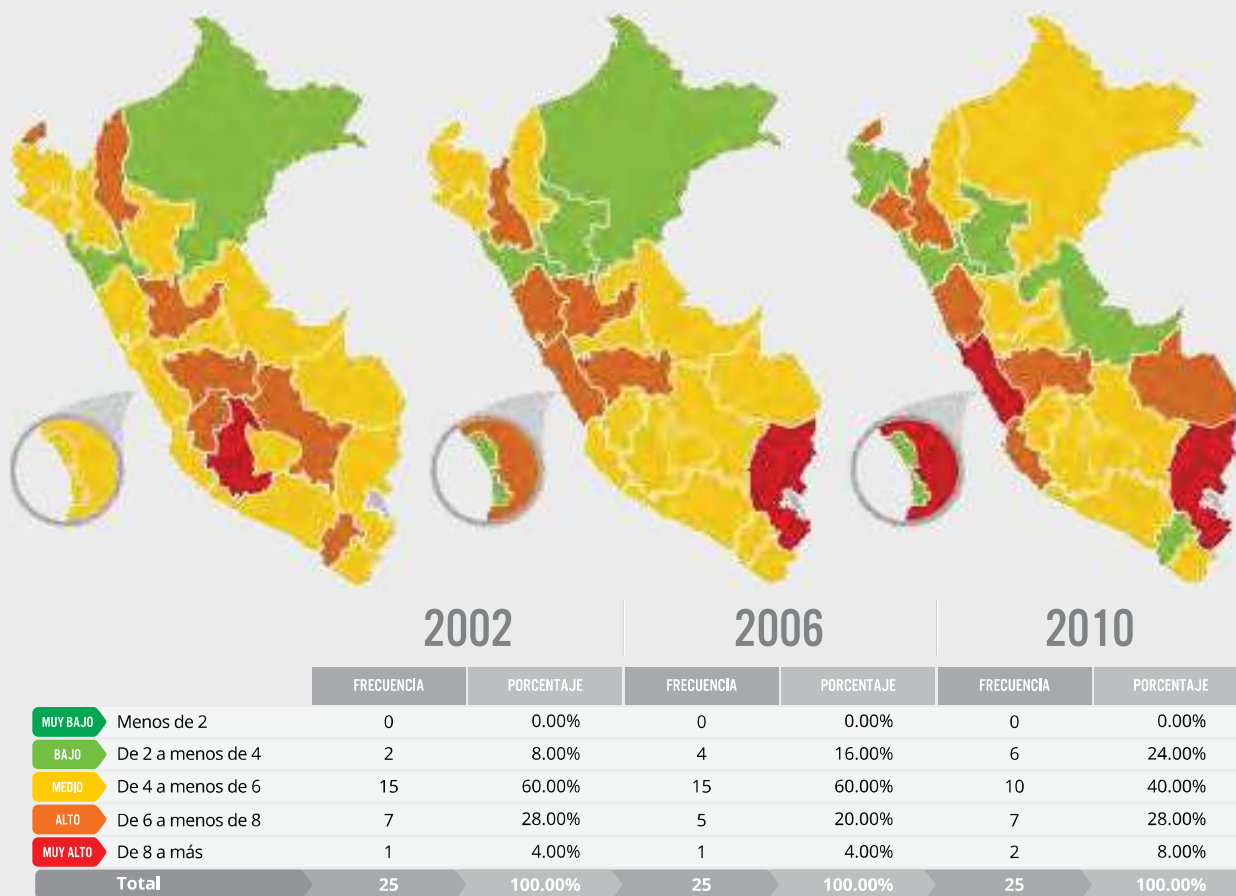 2002 2006 2010
FRECUENCIA PORCENTAJE FRECUENCIA PORCENTAJE FRECUENCIA PORCENTAJE
MUY BAJO Menos de 2 0 0.00% 0 0.00% 0 0.00%
BAJO De 2 a menos de 4 2 8.00% 4 16.00% 6 24.00%
MEDIO De 4 a menos de 6 15 60.00% 15 60.00% 10 40.00%
ALTO De 6 a menos de 8 7 28.00% 5 20.00% 7 28.00%
MUY ALTO De 8 a más 1 4.00% 1 4.00% 2 8.00%
Total 25 100.00% 25 100.00% 25 100.00%